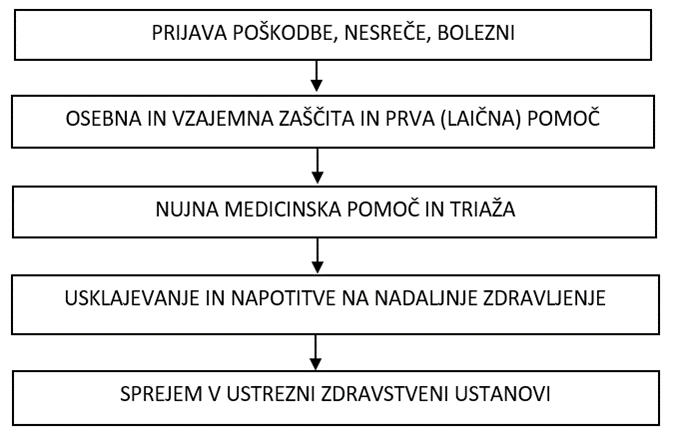 PRIJAVA POŠKODBE, NESREČE, BOLEZNI
OSEBNA IN VZAJEMNA ZAŠČITA IN PRVA (LAIČNA) POMOČ
NUJNA MEDICINSKA POMOČ IN TRIAŽA
USKLAJEVANJE IN NAPOTITVE NA NADALJNJE ZDRAVLJENJE
SPREJEM V USTREZNI ZDRAVSTVENI USTANOVI